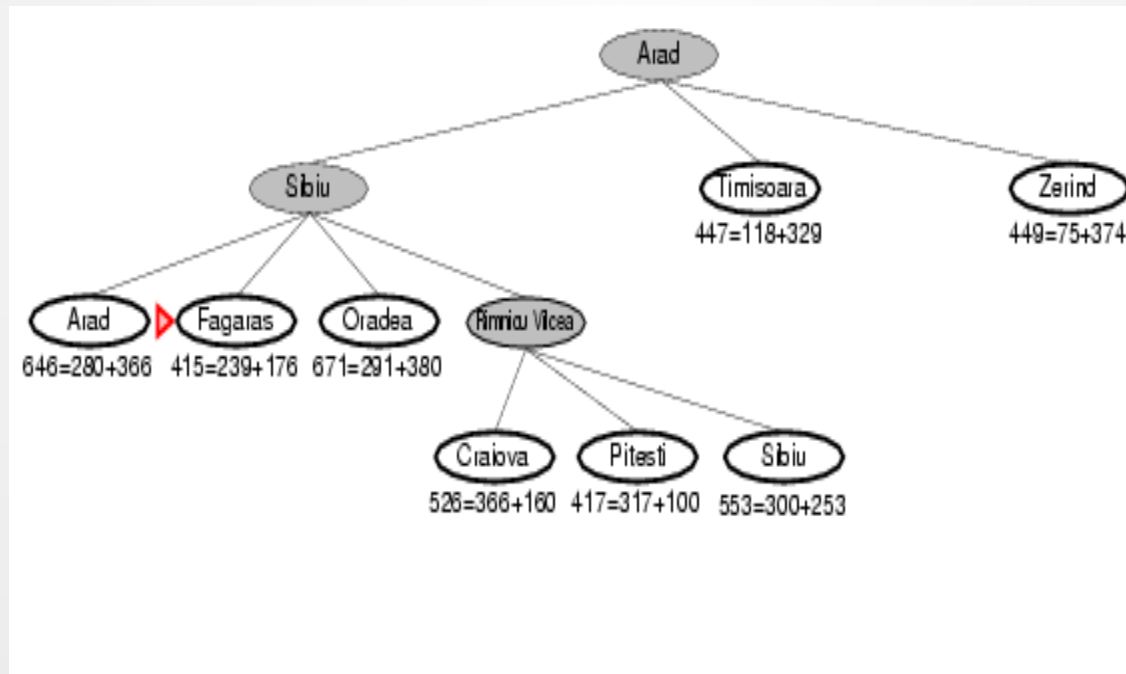 Arad
Sibiu
Timisoara
Zerind
447=118+329
449=75+374
Arad
Fagaras
Oradea
Rimnicu Vilcea
646=280+366
415=239+176
671=291+380
Craiova
Pitesti
Sibiu
526=366+160
417=317+100
553=300+253